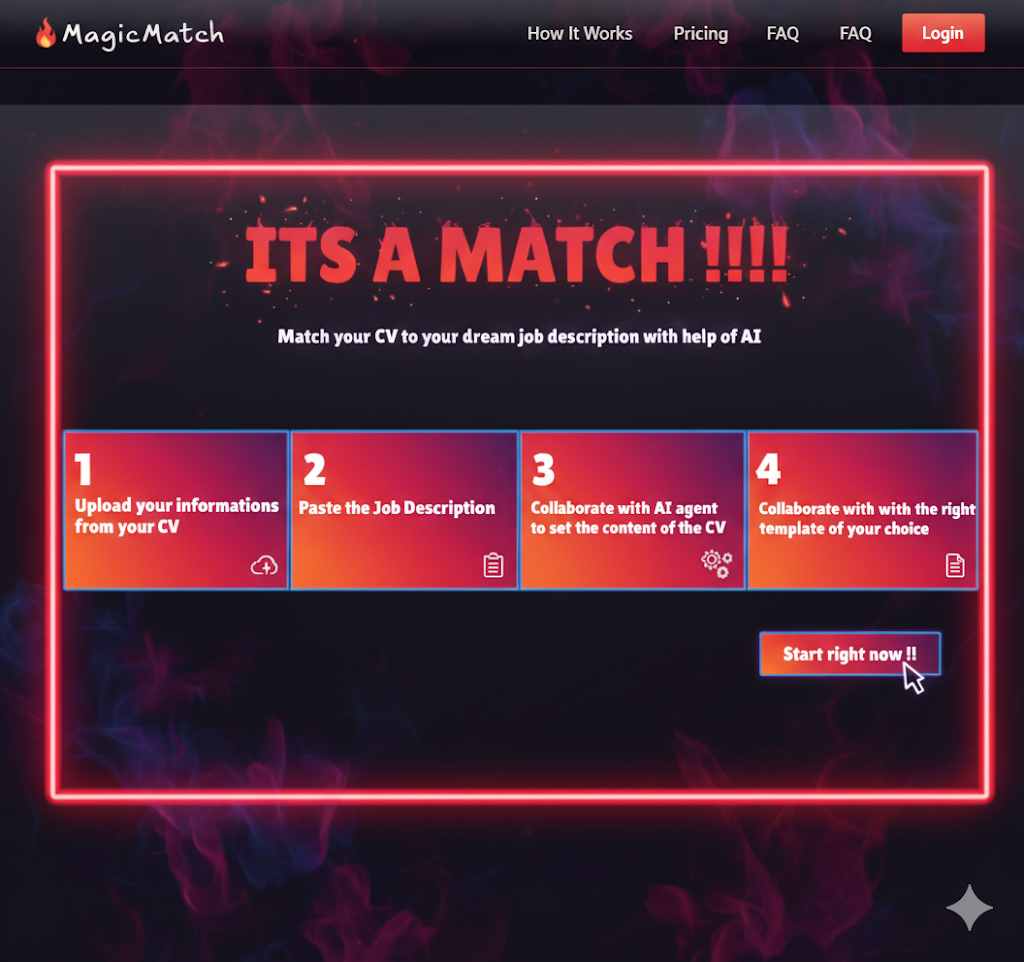 MagicMatch
How It Works
Pricing
FAQ
FAQ
Login
ITS A MATCH !!!!
Match your CV to your dream job description with help of AI
1
Upload your informations
from your CV
2
Paste the Job Description
3
Collaborate with AI agent
to set the content of the CV
4
Collaborate with with the right
template of your choice
Start right now !!